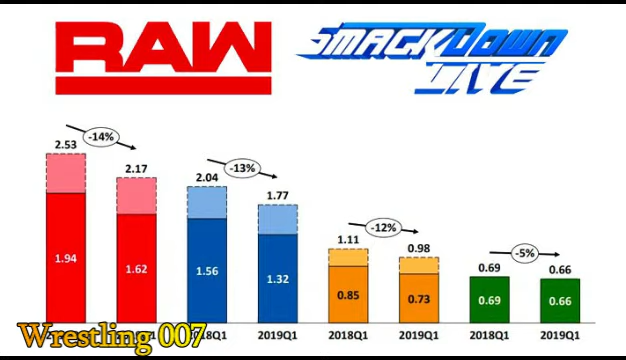 RAW
SMACKDOWN
LIVE
-14% -13% -12% -5%
2.53 2.17 2.04 1.77 1.11 0.98 0.69 0.66
1.94 1.62 1.56 1.32 0.85 0.73 0.69 0.66
Wrestling 007
2019Q1 2018Q1 2019Q1 2018Q1 2019Q1